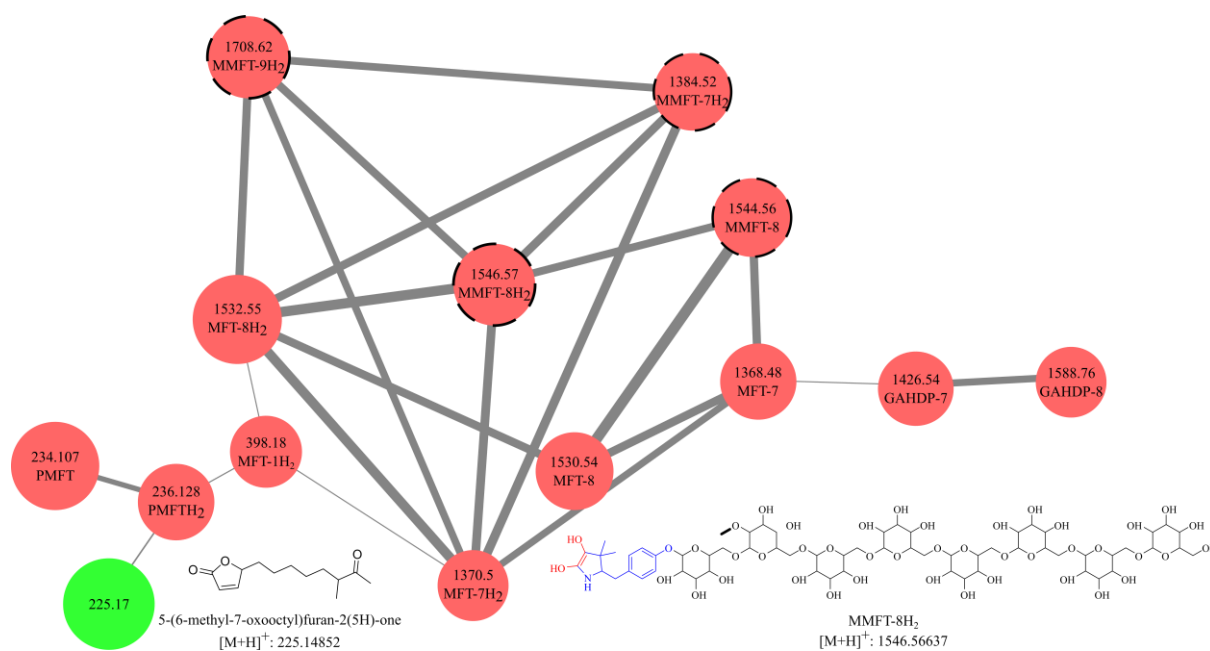 1708.62
MMFT-9H₂
1384.52
MMFT-7H₂
1544.56
MMFT-8
1546.57
MMFT-8H₂
1532.55
MFT-8H₂
1368.48
MFT-7
1426.54
GAHDP-7
1588.76
GAHDP-8
398.18
MFT-1H₂
234.107
PMFT
236.128
PMFTH₂
1530.54
MFT-8
1370.5
MFT-7H₂
225.17
O
O
O
5-(6-methyl-7-oxooctyl)furan-2(5H)-one
[M+H]⁺: 225.14852
HO
HO
N
H
O
OH
MMFT-8H₂
[M+H]⁺: 1546.56637